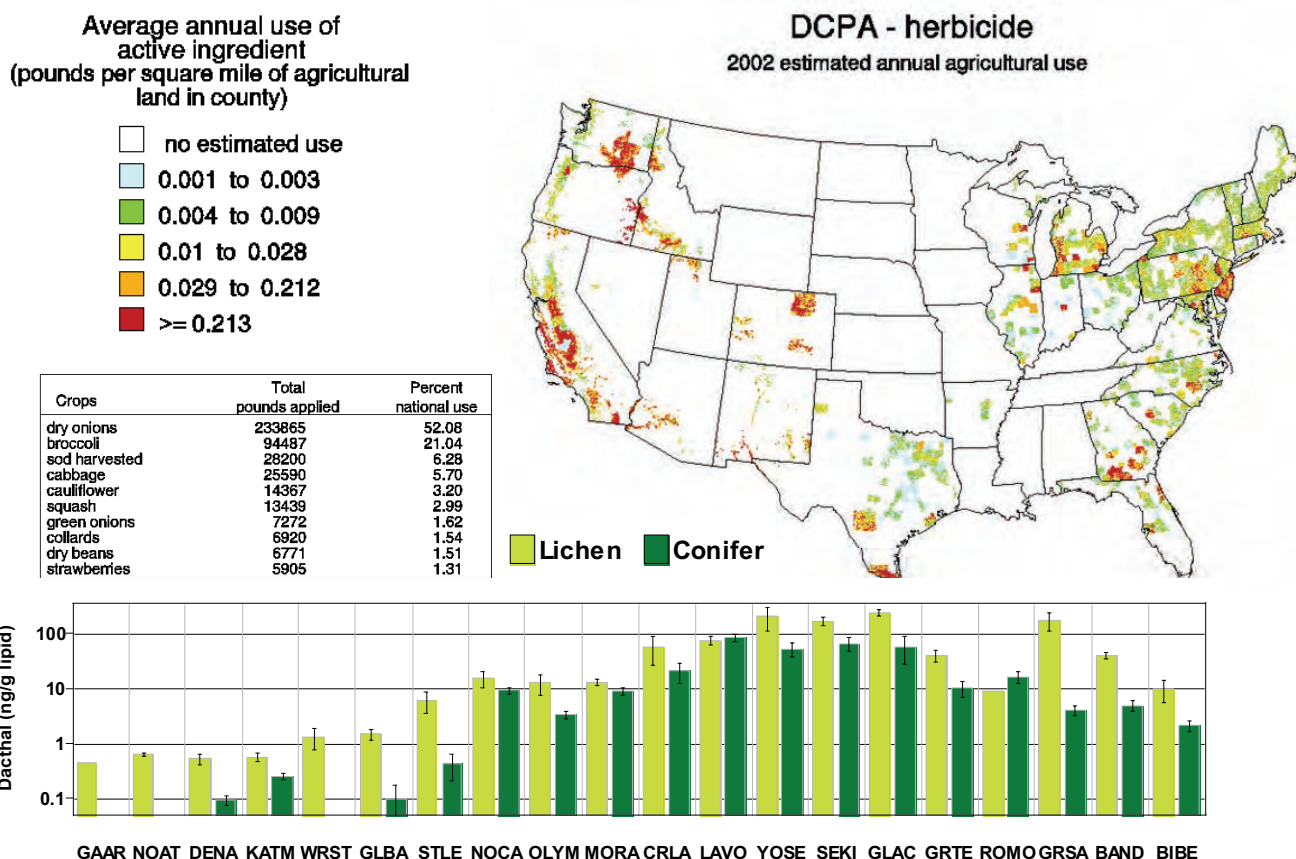 Average annual use of
active ingredient
(pounds per square mile of agricultural
land in county)
no estimated use
0.001 to 0.003
0.004 to 0.009
0.01 to 0.028
0.029 to 0.212
>= 0.213
DCPA - herbicide
2002 estimated annual agricultural use
Crops Total pounds applied Percent national use
dry onions 233865 52.08
broccoli 94487 21.04
sod harvested 28200 6.28
cabbage 25590 5.70
cauliflower 14367 3.20
squash 13439 2.99
green onions 7272 1.62
collards 6920 1.54
dry beans 6771 1.51
strawberries 5905 1.31
Lichen Conifer
Dacthal (ng/g lipid)
100
10
1
0.1
GAAR NOAT DENA KATM WRST GLBA STLE NOCA OLYM MORA CRLA LAVO YOSE SEKI GLAC GRTE ROMO GRSA BAND BIBE